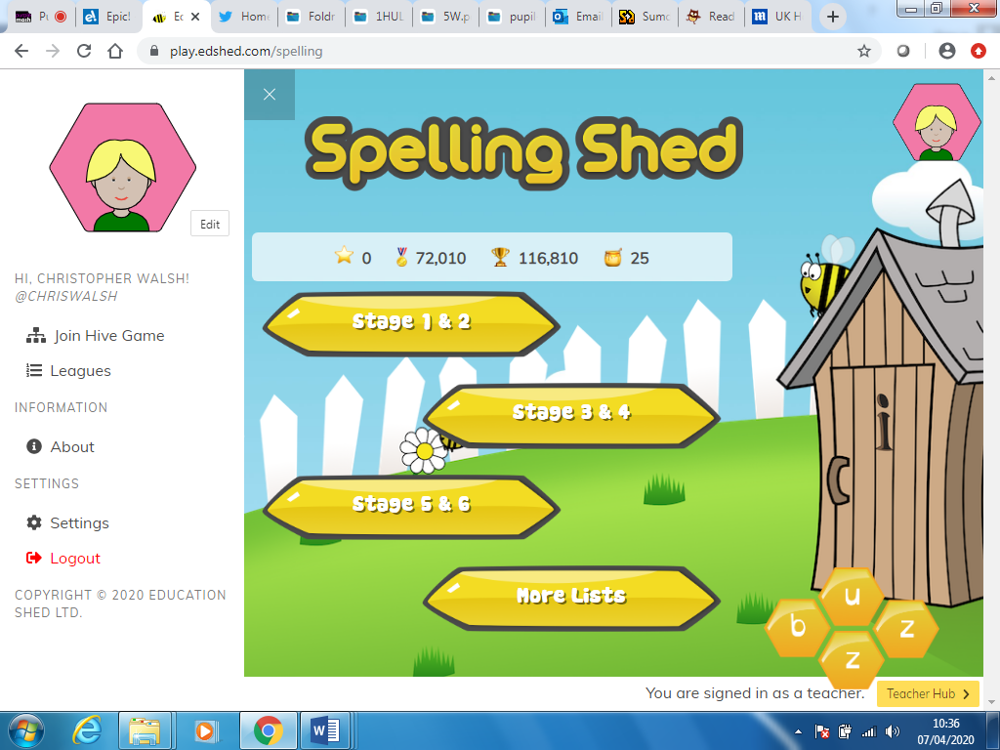 Pu
Epic!
Ec
Home
Foldr
1HUL
5W.p
pupil
Email
Sumo
Read
UK H
play.edshed.com/spelling
Edit
HI, CHRISTOPHER WALSH!
@CHRISWALSH
Join Hive Game
Leagues
INFORMATION
About
SETTINGS
Settings
Logout
COPYRIGHT © 2020 EDUCATION
SHED LTD.
Spelling Shed
0 72,010 116,810 25
Stage 1 & 2
Stage 3 & 4
Stage 5 & 6
More Lists
i
b u z z
You are signed in as a teacher.
Teacher Hub
10:36
07/04/2020